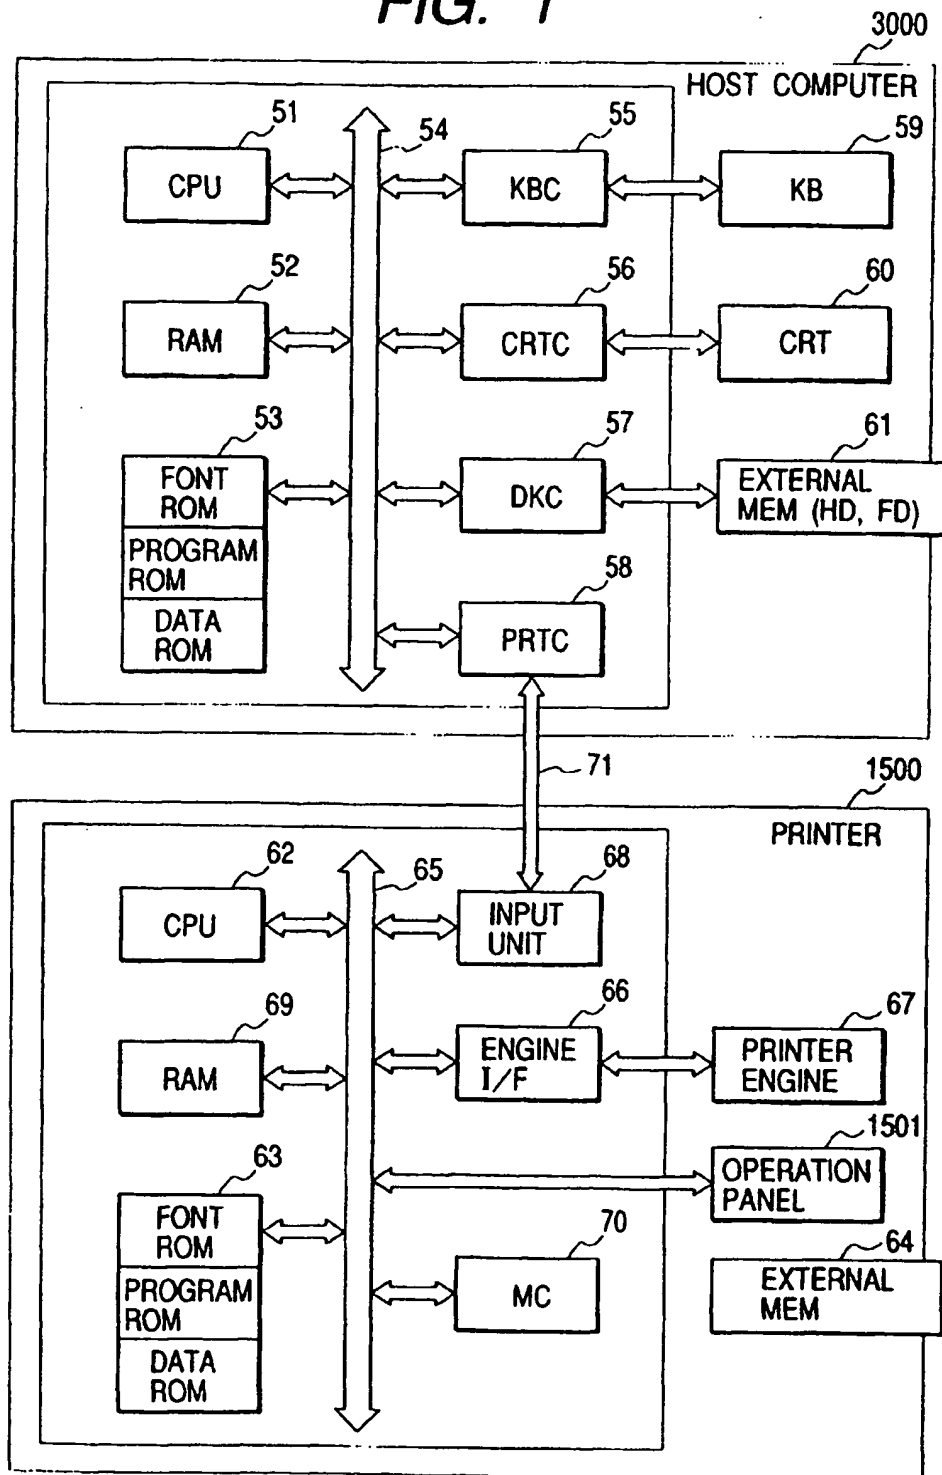 FIG. 1
3000
HOST COMPUTER
51
54
55
59
CPU
KBC
KB
52
56
60
RAM
CRTC
CRT
53
57
61
FONT
ROM
DKC
EXTERNAL
MEM (HD, FD)
PROGRAM
ROM
58
DATA
ROM
PRTC
71
1500
PRINTER
62
65
68
CPU
INPUT
UNIT
69
66
67
RAM
ENGINE
I/F
PRINTER
ENGINE
1501
63
OPERATION
PANEL
FONT
ROM
70
64
PROGRAM
ROM
MC
EXTERNAL
MEM
DATA
ROM